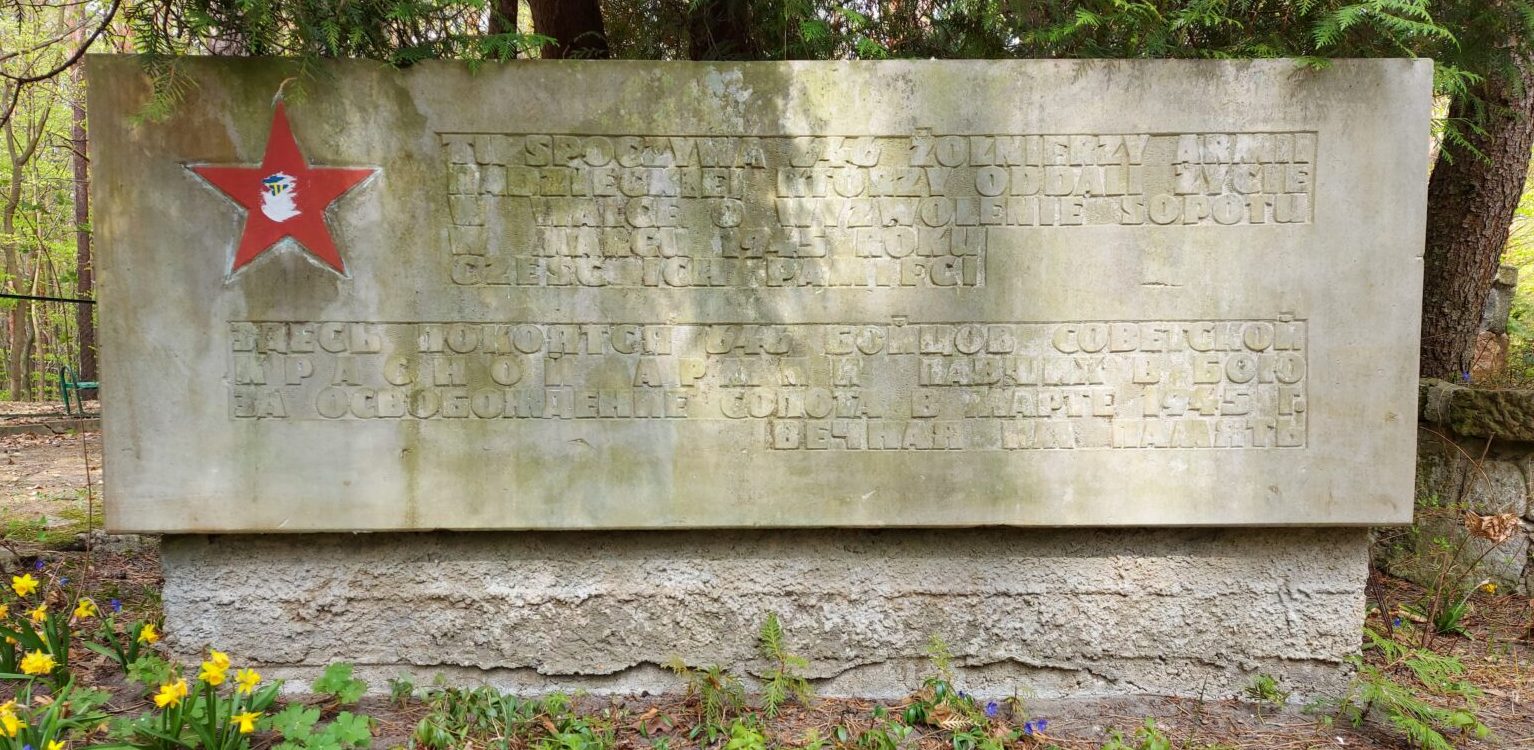 TU SPOCZYWA 646 ŻOŁNIERZY ARMII
RADZIECKIEJ KTÓRZY ODDALI ŻYCIE
W WALCE O WYZWOLENIE SOPOTU
W MARCU 1945 ROKU
CZEŚĆ ICH PAMIĘCI
ЗДЕСЬ ПОКОЯТСЯ 646 БОЙЦОВ СОВЕТСКОЙ
КРАСНОЙ АРМИИ ПАВШИХ В БОЮ
ЗА ОСВОБОЖДЕНИЕ СОПОТА В МАРТЕ 1945 Г.
ВЕЧНАЯ ИМ ПАМЯТЬ